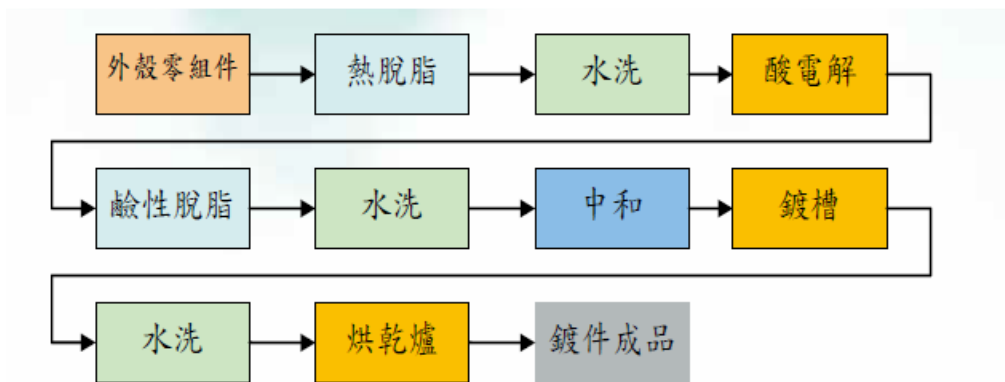 外殼零組件
熱脫脂
水洗
酸電解
鹼性脫脂
水洗
中和
鍍槽
水洗
烘乾爐
鍍件成品